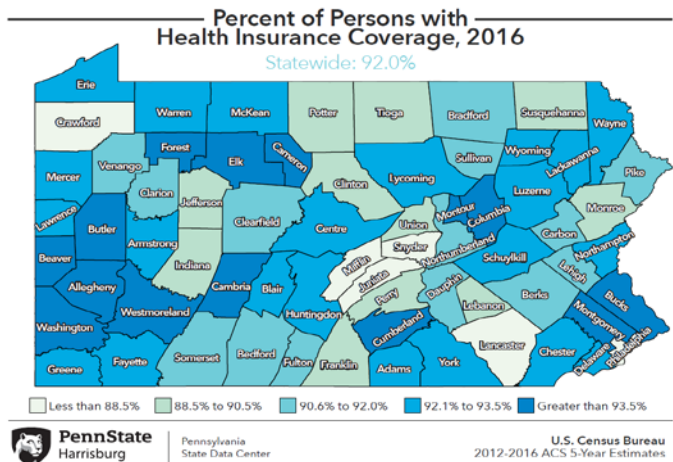 Percent of Persons with
Health Insurance Coverage, 2016
Statewide: 92.0%
Erie
Crawford
Warren
McKean
Potter
Tioga
Bradford
Susquehanna
Wayne
Forest
Elk
Cameron
Venango
Mercer
Clarion
Jefferson
Clinton
Lycoming
Sullivan
Wyoming
Lackawanna
Pike
Luzerne
Monroe
Lawrence
Butler
Armstrong
Clearfield
Centre
Union
Montour
Columbia
Carbon
Northampton
Beaver
Indiana
Snyder
Northumberland
Schuylkill
Lehigh
Allegheny
Cambria
Blair
Mifflin
Juniata
Perry
Dauphin
Lebanon
Berks
Bucks
Montgomery
Westmoreland
Huntingdon
Cumberland
Washington
Greene
Fayette
Somerset
Bedford
Fulton
Franklin
Adams
York
Lancaster
Chester
Delaware
Philadelphia
Less than 88.5% 88.5% to 90.5% 90.6% to 92.0% 92.1% to 93.5% Greater than 93.5%
PennState
Harrisburg
Pennsylvania
State Data Center
U.S. Census Bureau
2012-2016 ACS 5-Year Estimates